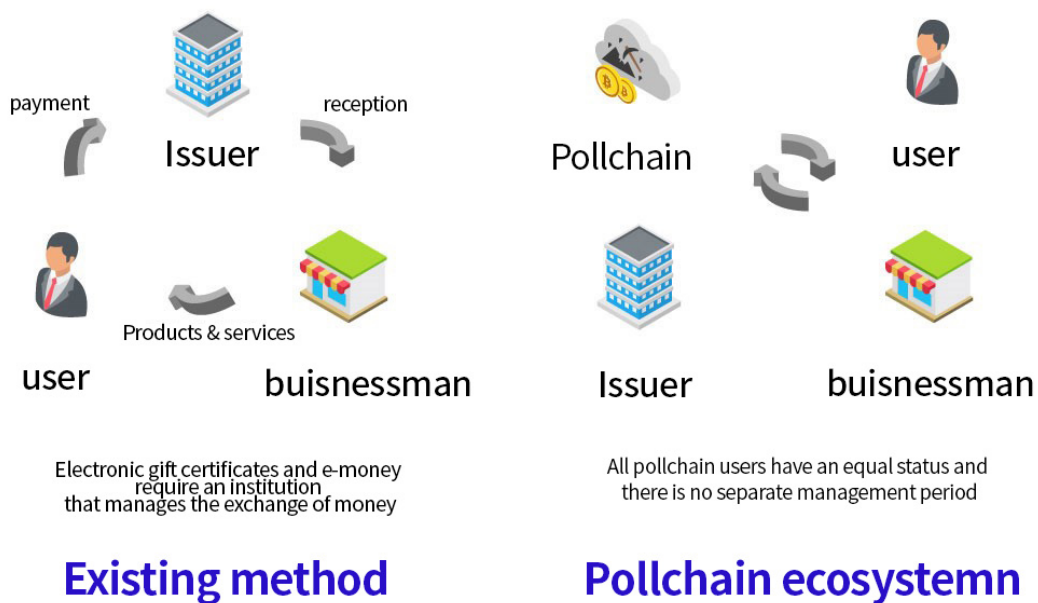 payment
reception
Issuer
Products & services
user
buisnessman
Electronic gift certificates and e-money
require an institution
that manages the exchange of money
Existing method
Pollchain
user
Issuer
buisnessman
All pollchain users have an equal status and
there is no separate management period
Pollchain ecosystemn